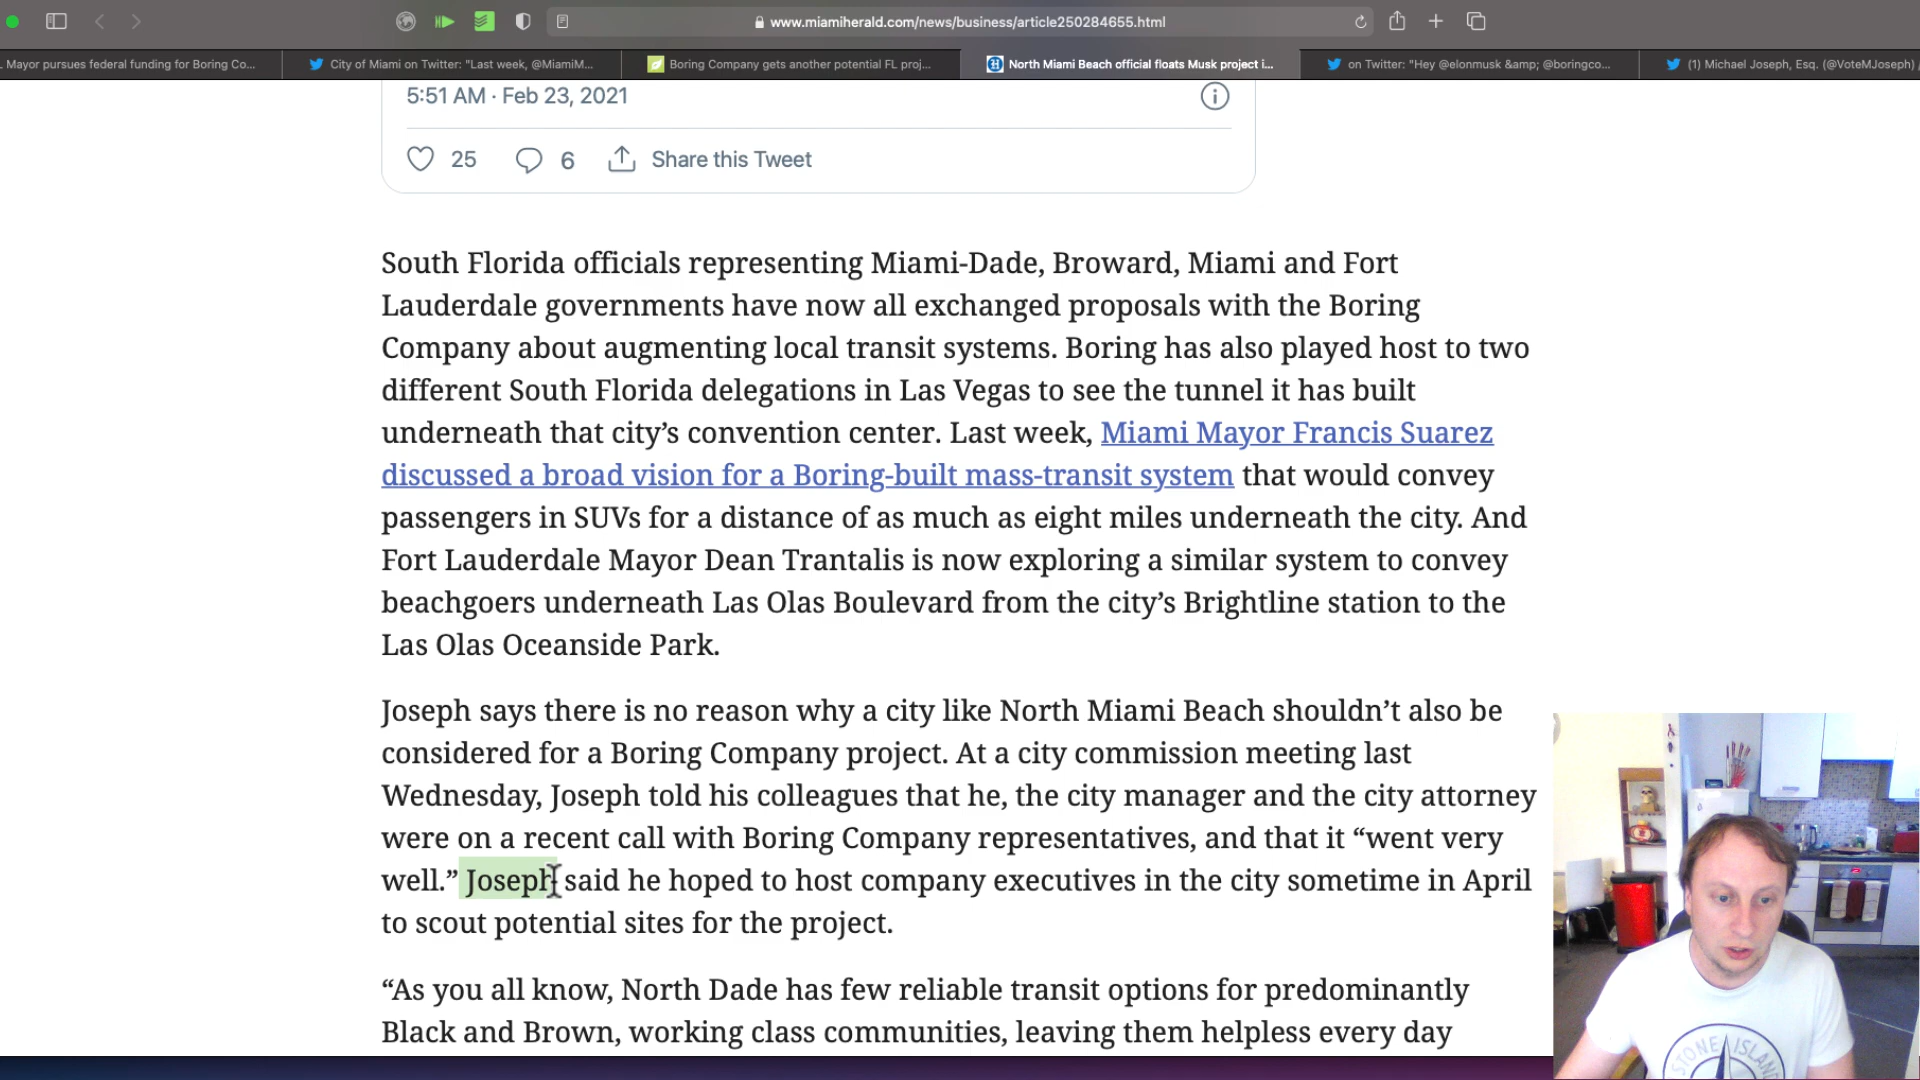 www.miamiherald.com/news/business/article250284655.html
Mayor pursues federal funding for Boring Co...
City of Miami on Twitter: "Last week, @MiamiM...
Boring Company gets another potential FL proj...
North Miami Beach official floats Musk project i...
on Twitter: "Hey @elonmusk &amp; @boringco...
(1) Michael Joseph, Esq. (@VoteMJoseph)
5:51 AM · Feb 23, 2021
25 6 Share this Tweet
South Florida officials representing Miami-Dade, Broward, Miami and Fort
Lauderdale governments have now all exchanged proposals with the Boring
Company about augmenting local transit systems. Boring has also played host to two
different South Florida delegations in Las Vegas to see the tunnel it has built
underneath that city’s convention center. Last week, Miami Mayor Francis Suarez
discussed a broad vision for a Boring-built mass-transit system that would convey
passengers in SUVs for a distance of as much as eight miles underneath the city. And
Fort Lauderdale Mayor Dean Trantalis is now exploring a similar system to convey
beachgoers underneath Las Olas Boulevard from the city’s Brightline station to the
Las Olas Oceanside Park.
Joseph says there is no reason why a city like North Miami Beach shouldn’t also be
considered for a Boring Company project. At a city commission meeting last
Wednesday, Joseph told his colleagues that he, the city manager and the city attorney
were on a recent call with Boring Company representatives, and that it “went very
well.” Joseph said he hoped to host company executives in the city sometime in April
to scout potential sites for the project.
“As you all know, North Dade has few reliable transit options for predominantly
Black and Brown, working class communities, leaving them helpless every day
STONE ISLAND